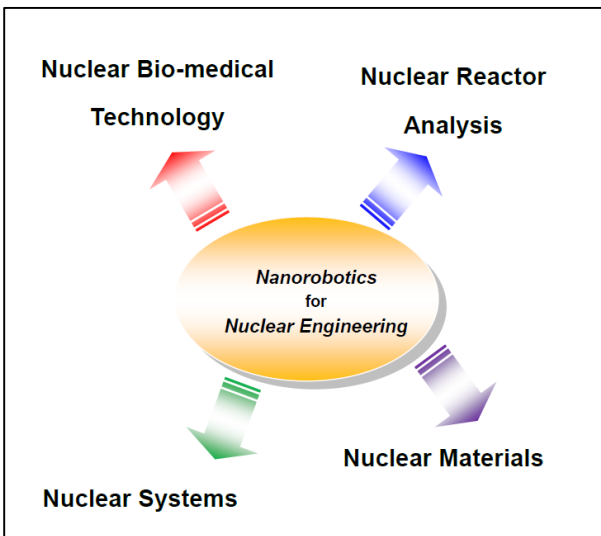 Nuclear Bio-medical
Technology
Nuclear Reactor
Analysis
Nanorobotics
for
Nuclear Engineering
Nuclear Materials
Nuclear Systems